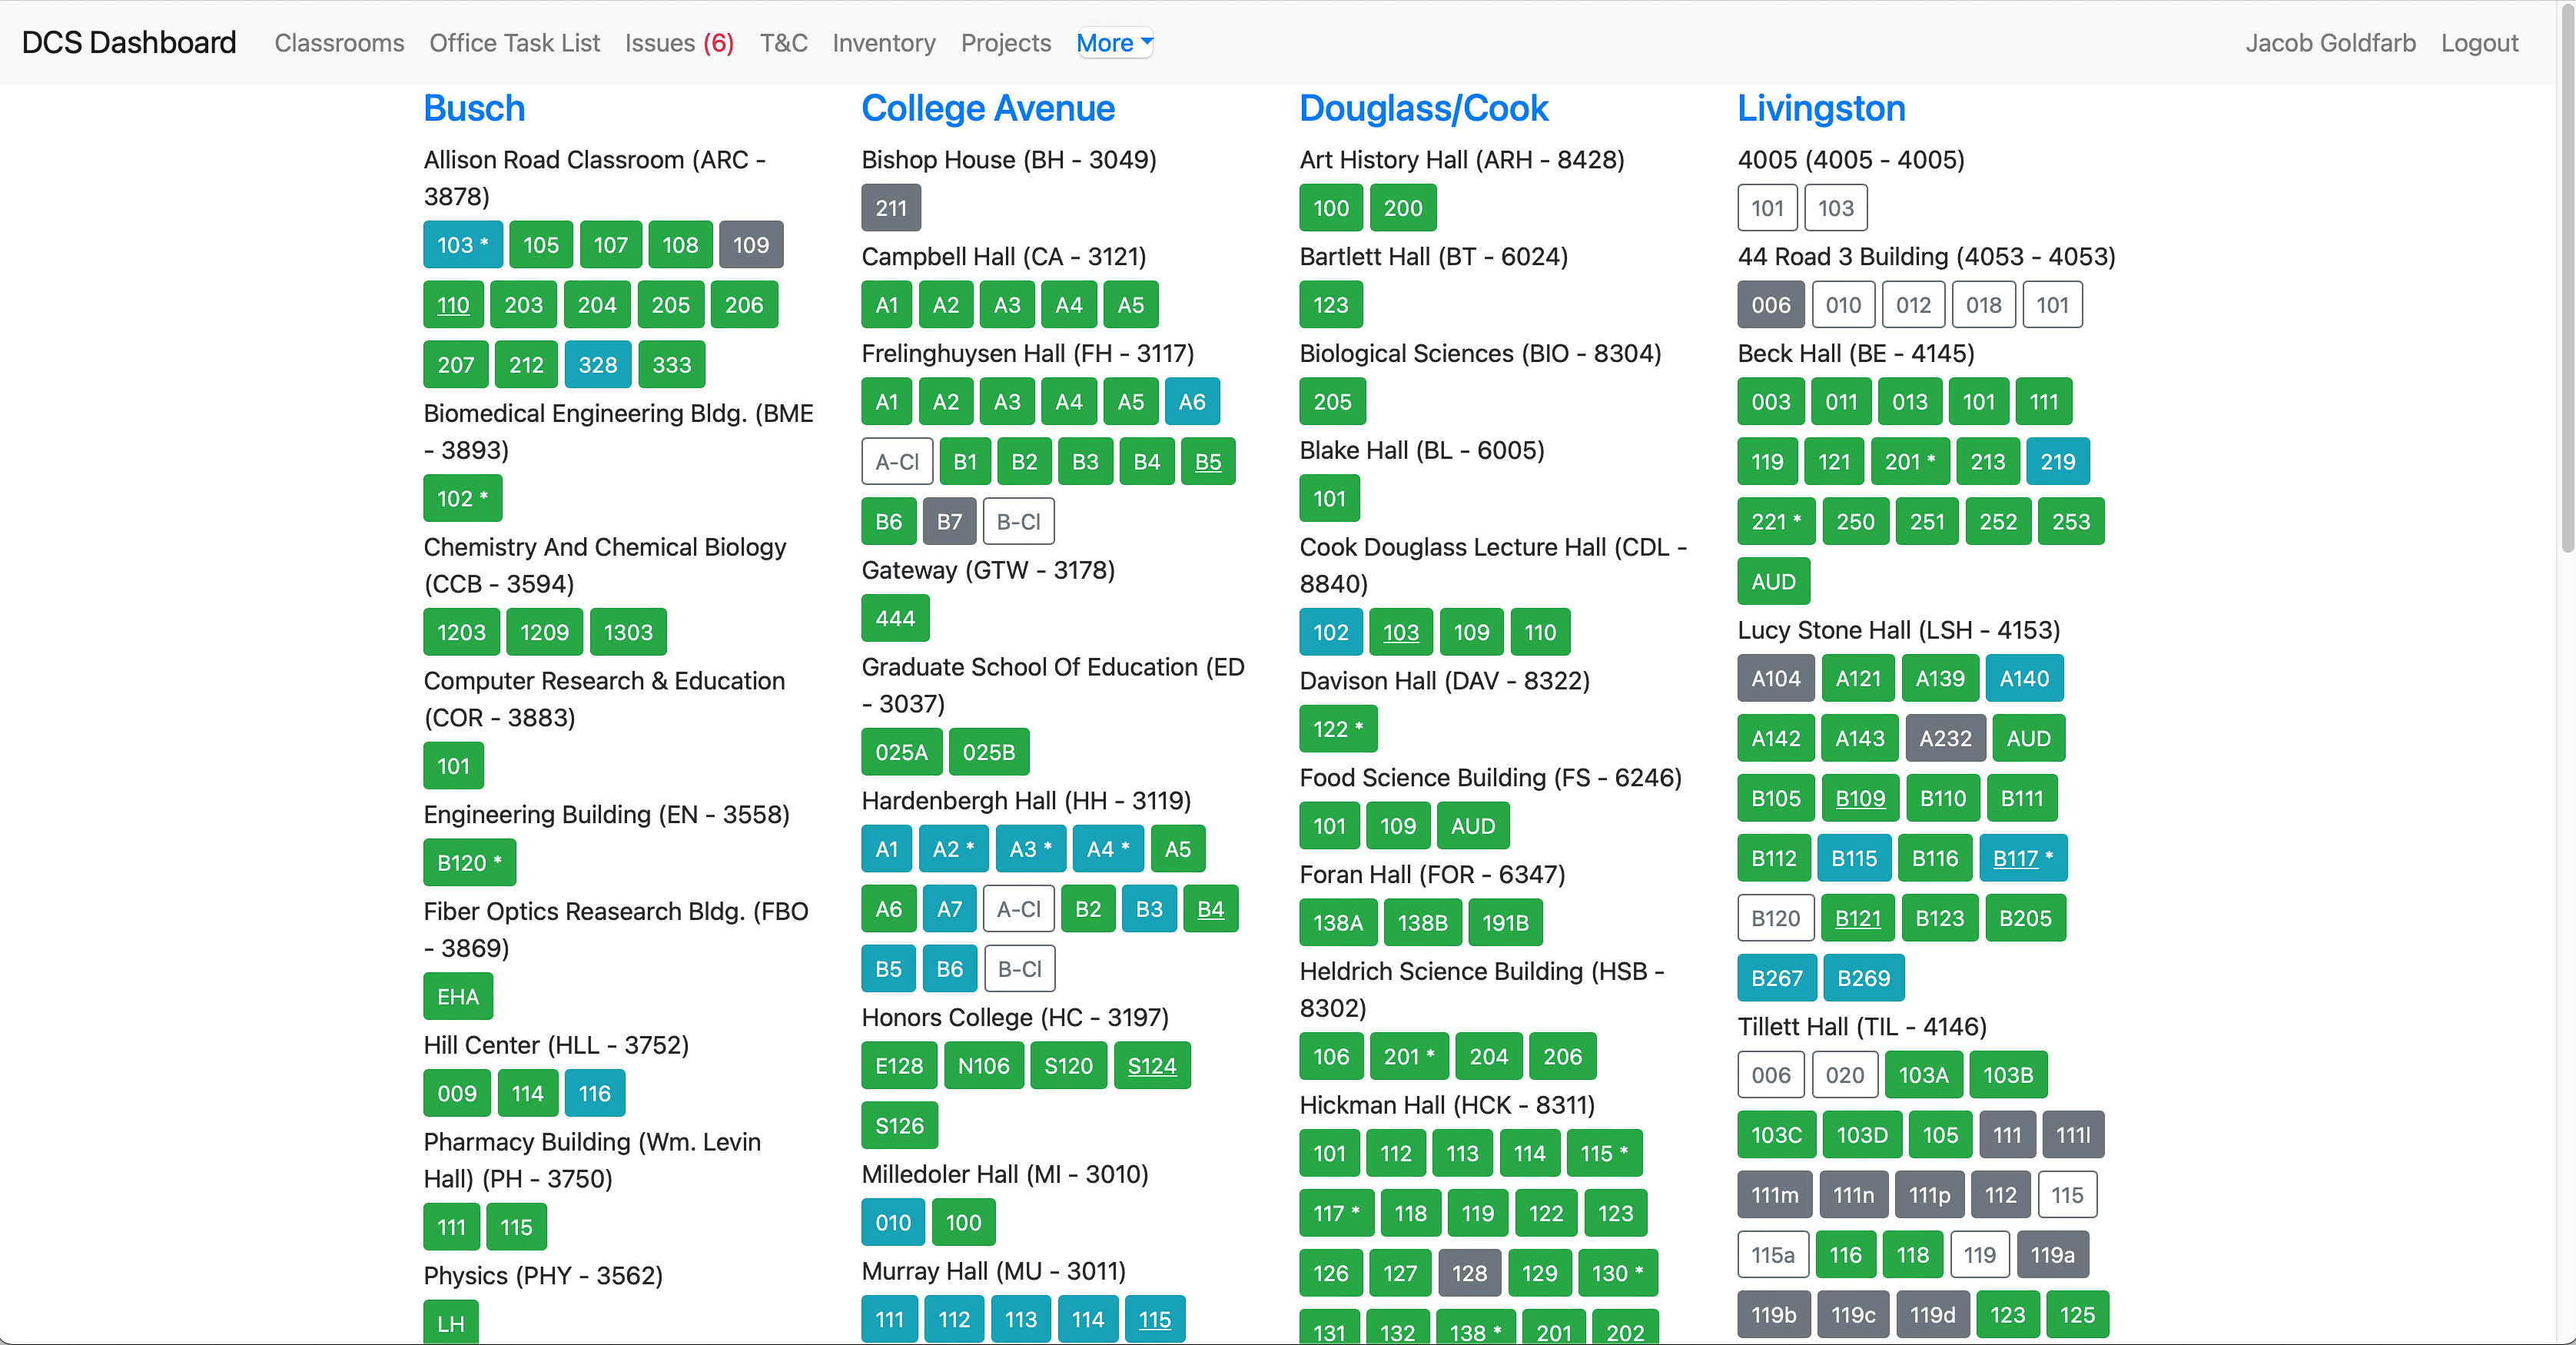 DCS Dashboard Classrooms Office Task List Issues (6) T&C Inventory Projects More Jacob Goldfarb Logout
Busch
Allison Road Classroom (ARC -
3878)
103 * 105 107 108 109
110 203 204 205 206
207 212 328 333
Biomedical Engineering Bldg. (BME
- 3893)
102 *
Chemistry And Chemical Biology
(CCB - 3594)
1203 1209 1303
Computer Research & Education
(COR - 3883)
101
Engineering Building (EN - 3558)
B120 *
Fiber Optics Reasearch Bldg. (FBO
- 3869)
EHA
Hill Center (HLL - 3752)
009 114 116
Pharmacy Building (Wm. Levin
Hall) (PH - 3750)
111 115
Physics (PHY - 3562)
LH
College Avenue
Bishop House (BH - 3049)
211
Campbell Hall (CA - 3121)
A1 A2 A3 A4 A5
Frelinghuysen Hall (FH - 3117)
A1 A2 A3 A4 A5 A6
A-Cl B1 B2 B3 B4 B5
B6 B7 B-Cl
Gateway (GTW - 3178)
444
Graduate School Of Education (ED
- 3037)
025A 025B
Hardenbergh Hall (HH - 3119)
A1 A2 * A3 * A4 * A5
A6 A7 A-Cl B2 B3 B4
B5 B6 B-Cl
Honors College (HC - 3197)
E128 N106 S120 S124
S126
Milledoler Hall (MI - 3010)
010 100
Murray Hall (MU - 3011)
111 112 113 114 115
Douglass/Cook
Art History Hall (ARH - 8428)
100 200
Bartlett Hall (BT - 6024)
123
Biological Sciences (BIO - 8304)
205
Blake Hall (BL - 6005)
101
Cook Douglass Lecture Hall (CDL -
8840)
102 103 109 110
Davison Hall (DAV - 8322)
122 *
Food Science Building (FS - 6246)
101 109 AUD
Foran Hall (FOR - 6347)
138A 138B 191B
Heldrich Science Building (HSB -
8302)
106 201 * 204 206
Hickman Hall (HCK - 8311)
101 112 113 114 115 *
117 * 118 119 122 123
126 127 128 129 130 *
131 132 138 * 201 202
Livingston
4005 (4005 - 4005)
101 103
44 Road 3 Building (4053 - 4053)
006 010 012 018 101
Beck Hall (BE - 4145)
003 011 013 101 111
119 121 201 * 213 219
221 * 250 251 252 253
AUD
Lucy Stone Hall (LSH - 4153)
A104 A121 A139 A140
A142 A143 A232 AUD
B105 B109 B110 B111
B112 B115 B116 B117 *
B120 B121 B123 B205
B267 B269
Tillett Hall (TIL - 4146)
006 020 103A 103B
103C 103D 105 111 111l
111m 111n 111p 112 115
115a 116 118 119 119a
119b 119c 119d 123 125